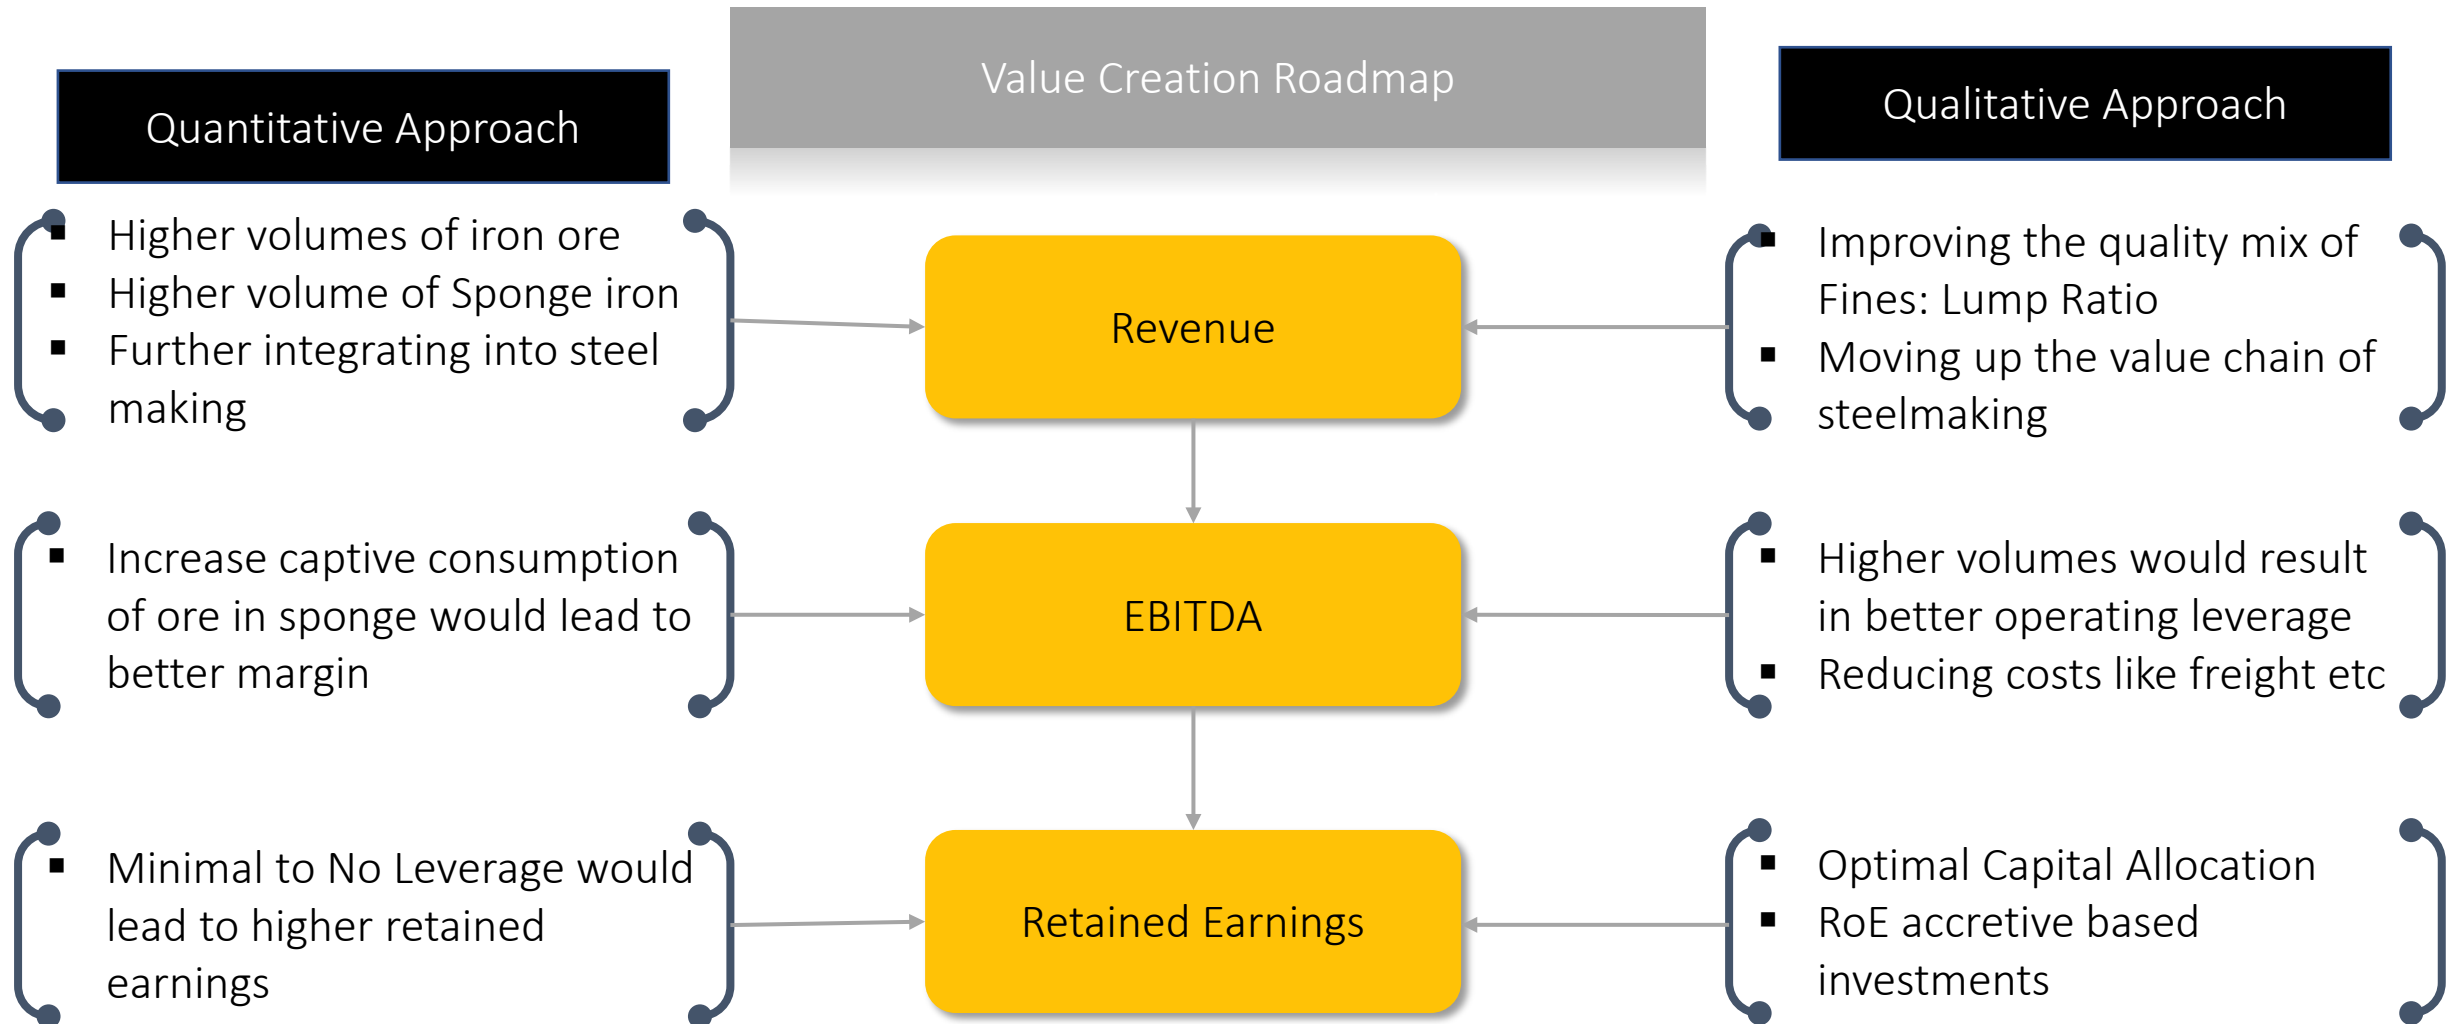 Value Creation Roadmap
Quantitative Approach
Qualitative Approach
▪ Higher volumes of iron ore
▪ Higher volume of Sponge iron
▪ Further integrating into steel
making
Revenue
▪ Improving the quality mix of
Fines: Lump Ratio
▪ Moving up the value chain of
steelmaking
▪ Increase captive consumption
of ore in sponge would lead to
better margin
EBITDA
▪ Higher volumes would result
in better operating leverage
▪ Reducing costs like freight etc
▪ Minimal to No Leverage would
lead to higher retained
earnings
Retained Earnings
▪ Optimal Capital Allocation
▪ RoE accretive based
investments